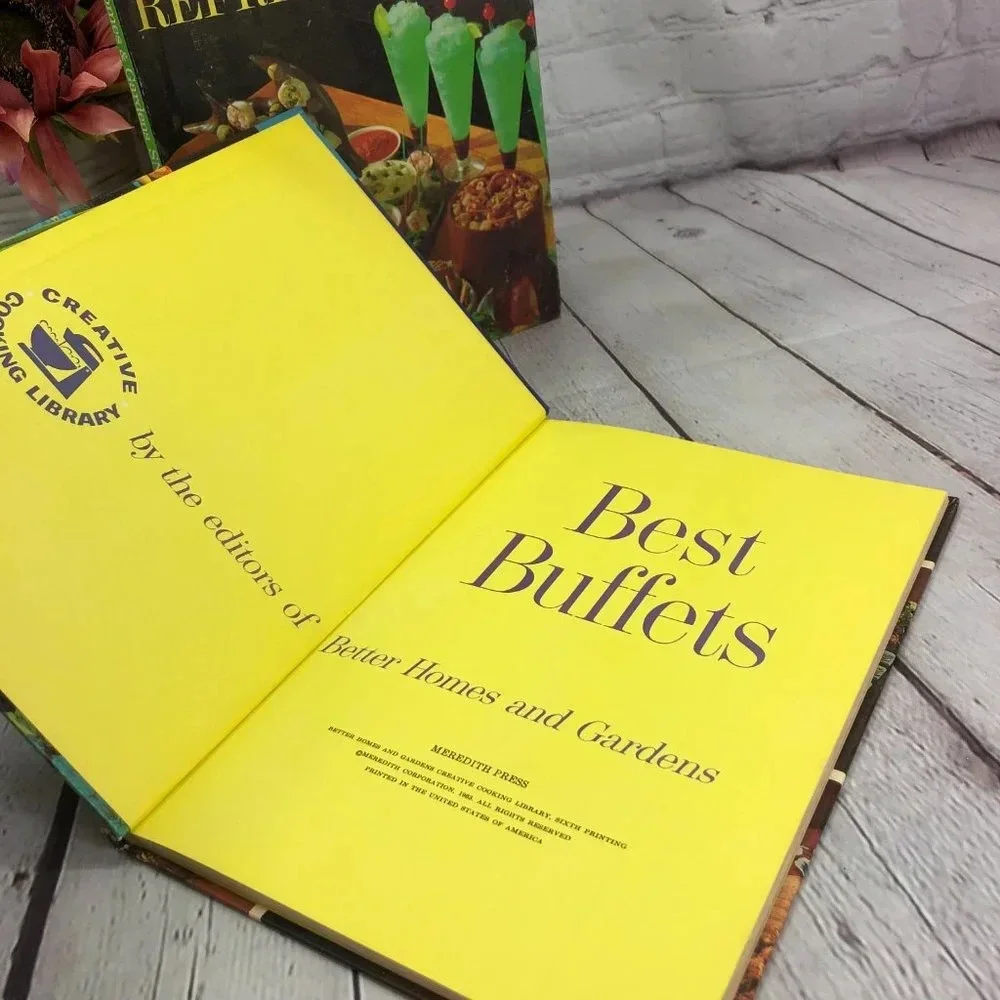 REFR
CREATIVE
COOKING LIBRARY
by the editors of
Best
Buffets
Better Homes and Gardens
MEREDITH PRESS
BETTER HOMES AND GARDENS CREATIVE COOKING LIBRARY, SIXTH PRINTING
©MEREDITH CORPORATION, 1963. ALL RIGHTS RESERVED
PRINTED IN THE UNITED STATES OF AMERICA